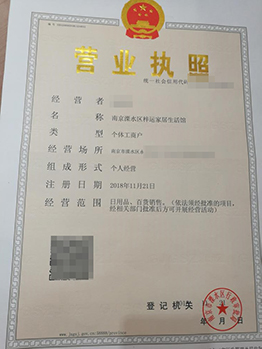 营业执照
统一社会信用代码
经营者
名称 南京溧水区梓运家居生活馆
类型 个体工商户
经营场所 南京市溧水区永
组成形式 个人经营
注册日期 2018年11月21日
经营范围 日用品、百货销售。（依法须经批准的项目，
经相关部门批准后方可开展经营活动）
登记机关
年 月 日